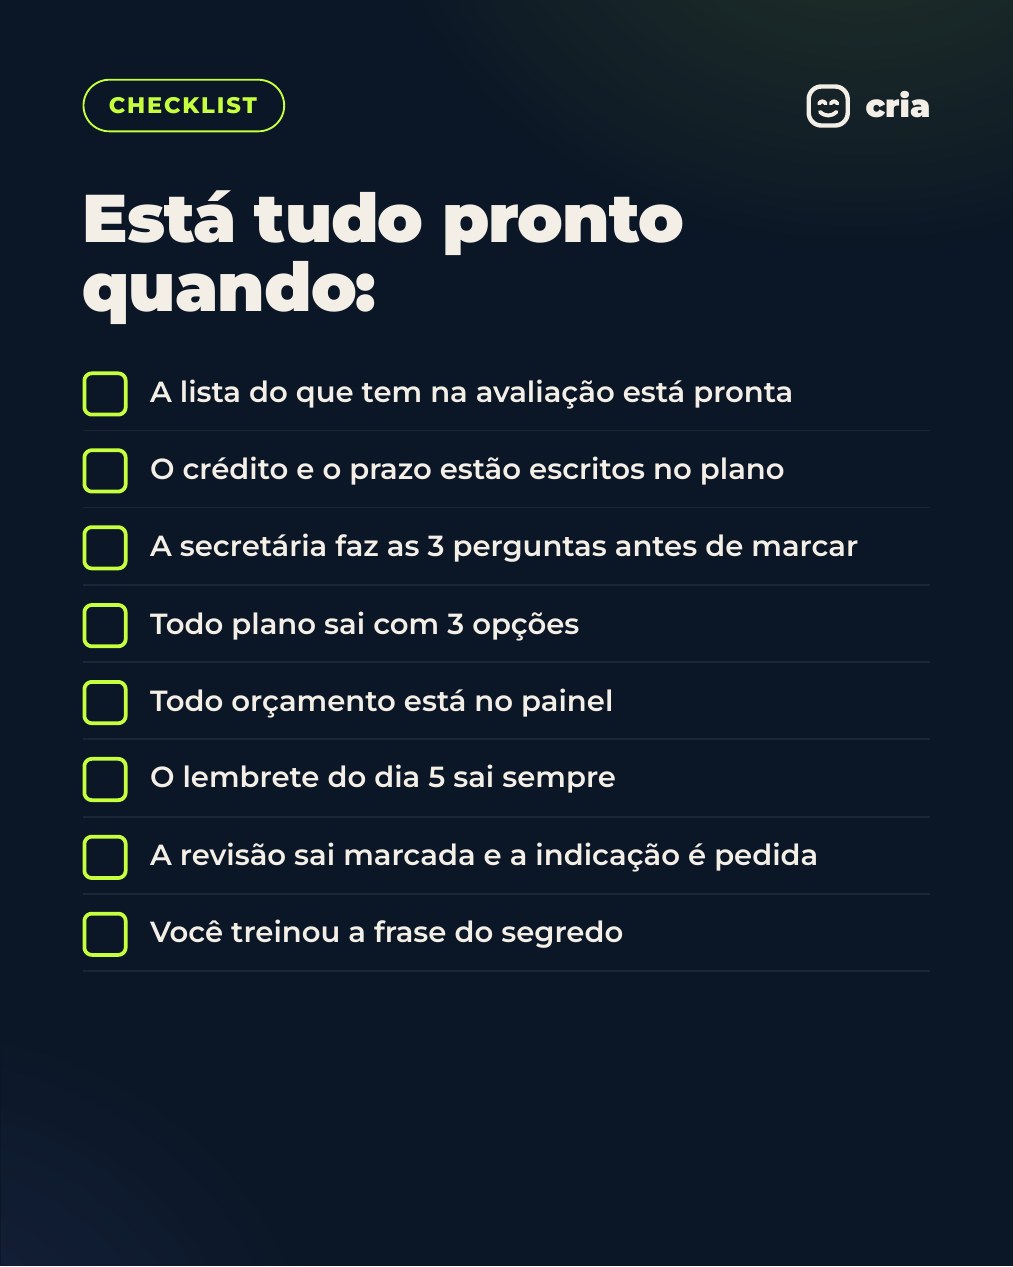 CHECKLIST
cria
Está tudo pronto
quando:
A lista do que tem na avaliação está pronta
O crédito e o prazo estão escritos no plano
A secretária faz as 3 perguntas antes de marcar
Todo plano sai com 3 opções
Todo orçamento está no painel
O lembrete do dia 5 sai sempre
A revisão sai marcada e a indicação é pedida
Você treinou a frase do segredo